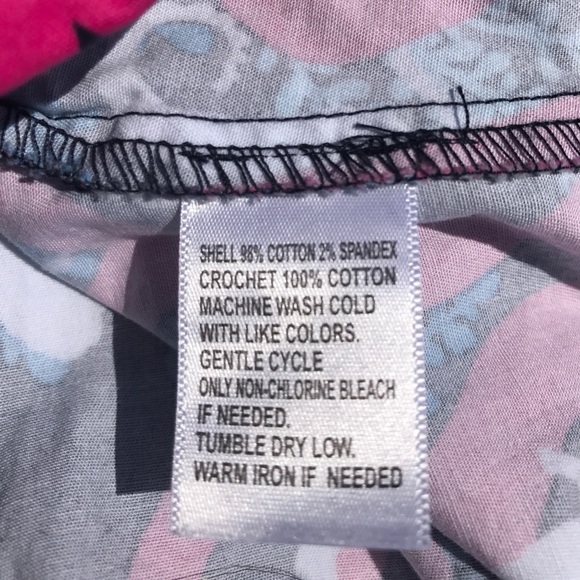 SHELL 98% COTTON 2% SPANDEX
CROCHET 100% COTTON
MACHINE WASH COLD
WITH LIKE COLORS.
GENTLE CYCLE
ONLY NON-CHLORINE BLEACH
IF NEEDED.
TUMBLE DRY LOW.
WARM IRON IF NEEDED